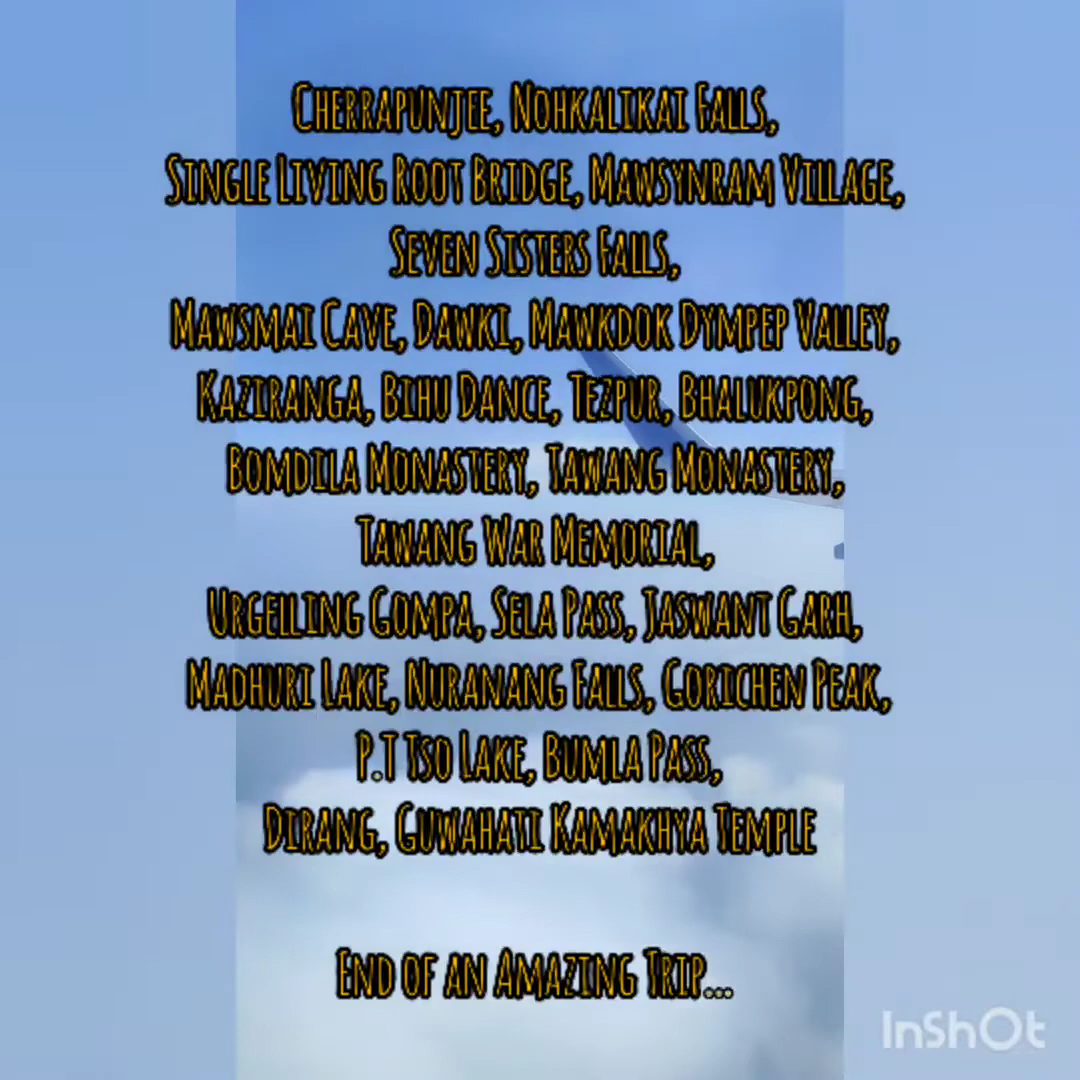 Cherrapunjee, Nohkalikai Falls,
Single Living Root Bridge, Mawsynram Village,
Seven Sisters Falls,
Mawsmai Cave, Dawki, Mawkdok Dympep Valley,
Kaziranga, Bihu Dance, Tezpur, Bhalukpong,
Bomdila Monastery, Tawang Monastery,
Tawang War Memorial,
Urgelling Gompa, Sela Pass, Jaswant Garh,
Madhuri Lake, Nuranang Falls, Gorichen Peak,
P.T Tso Lake, Bumla Pass,
Dirang, Guwahati Kamakhya Temple
End of an Amazing Trip...
InShOt